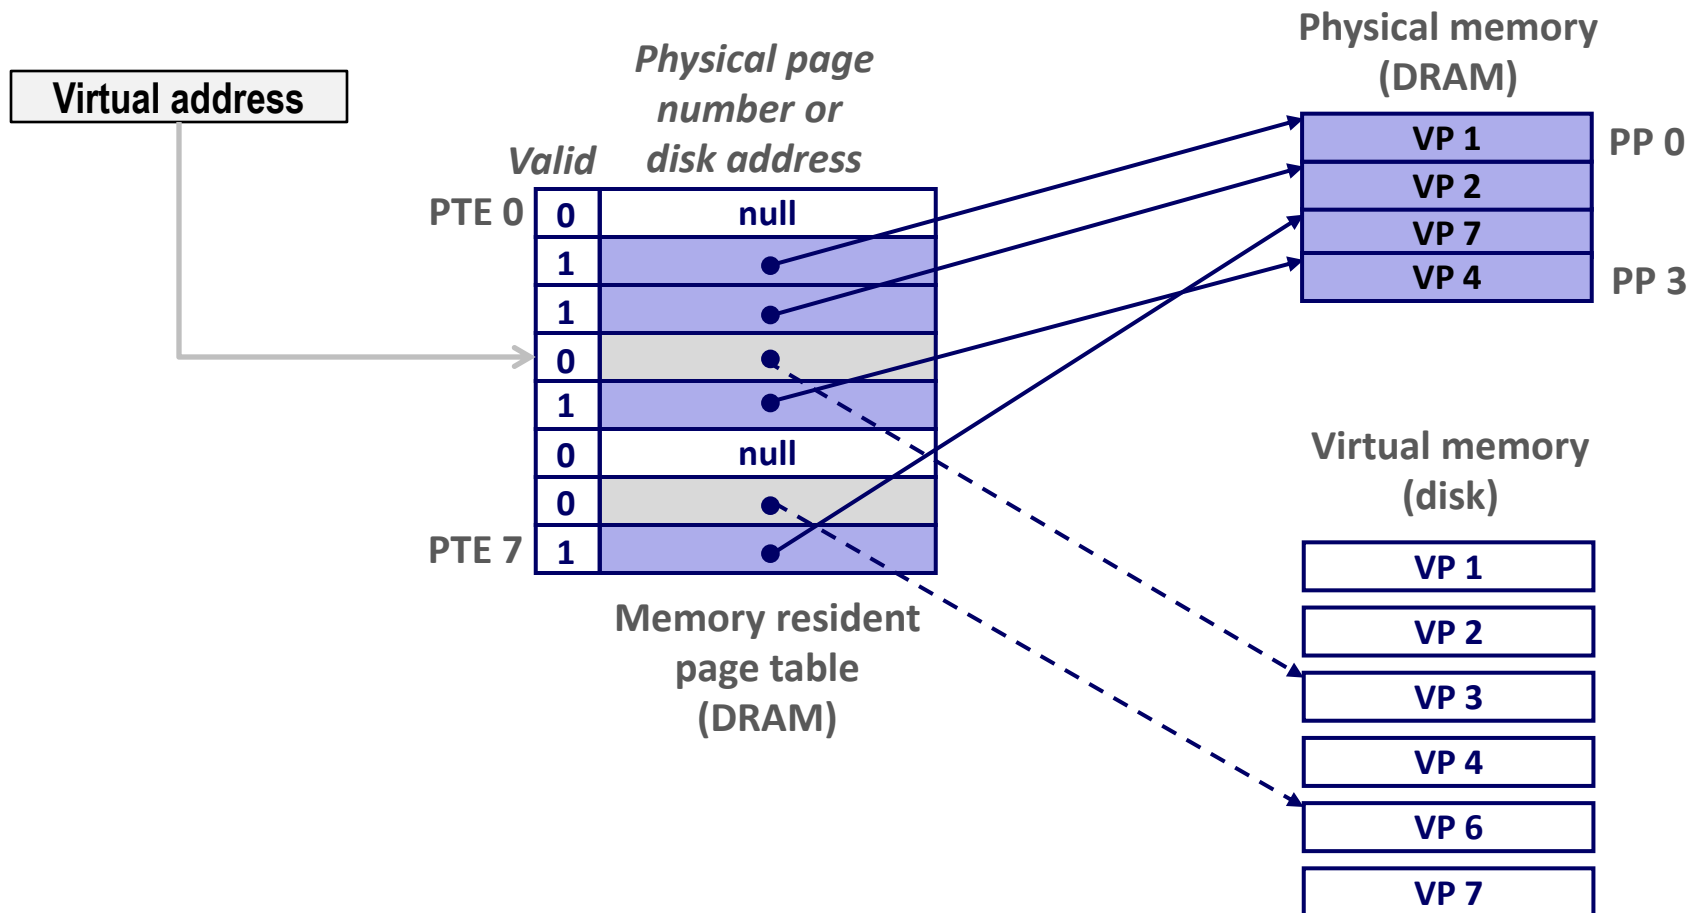 Virtual address
Physical page
number or
disk address
Valid
PTE 0
0
null
1
1
0
1
0
null
0
PTE 7
1
Memory resident
page table
(DRAM)
Physical memory
(DRAM)
VP 1
PP 0
VP 2
VP 7
VP 4
PP 3
Virtual memory
(disk)
VP 1
VP 2
VP 3
VP 4
VP 6
VP 7